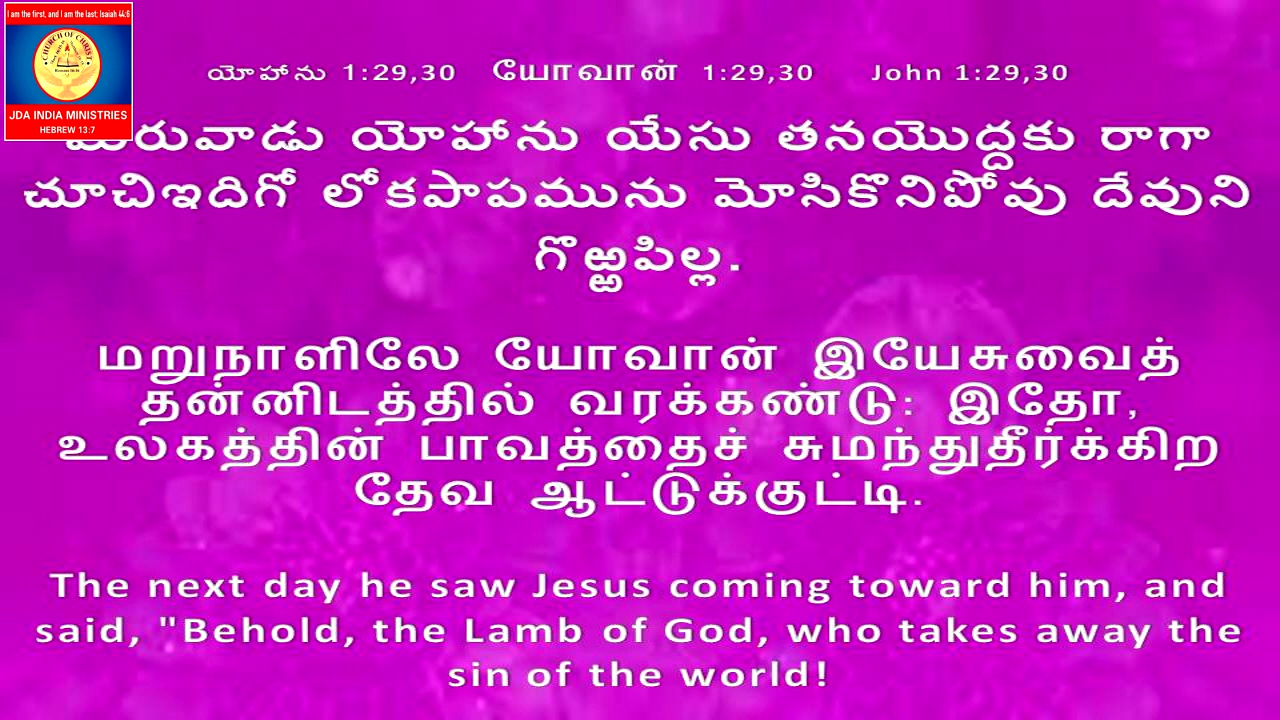 I am the first, and I am the last; Isaiah 44:6
CHURCH OF CHRIST
JDA INDIA MINISTRIES
HEBREW 13:7
యోహాను 1:29,30 யோவான் 1:29,30 John 1:29,30
మరువాడు యోహాను యేసు తనయొద్దకు రాగా
చూచిఇదిగో లోకపాపమును మోసికొనిపోవు దేవుని
గొఱ్ఱపిల్ల.
மறுநாளிலே யோவான் இயேசுவைத்
தன்னிடத்தில் வரக்கண்டு: இதோ,
உலகத்தின் பாவத்தைச் சுமந்துதீர்க்கிற
தேவ ஆட்டுக்குட்டி.
The next day he saw Jesus coming toward him, and
said, "Behold, the Lamb of God, who takes away the
sin of the world!